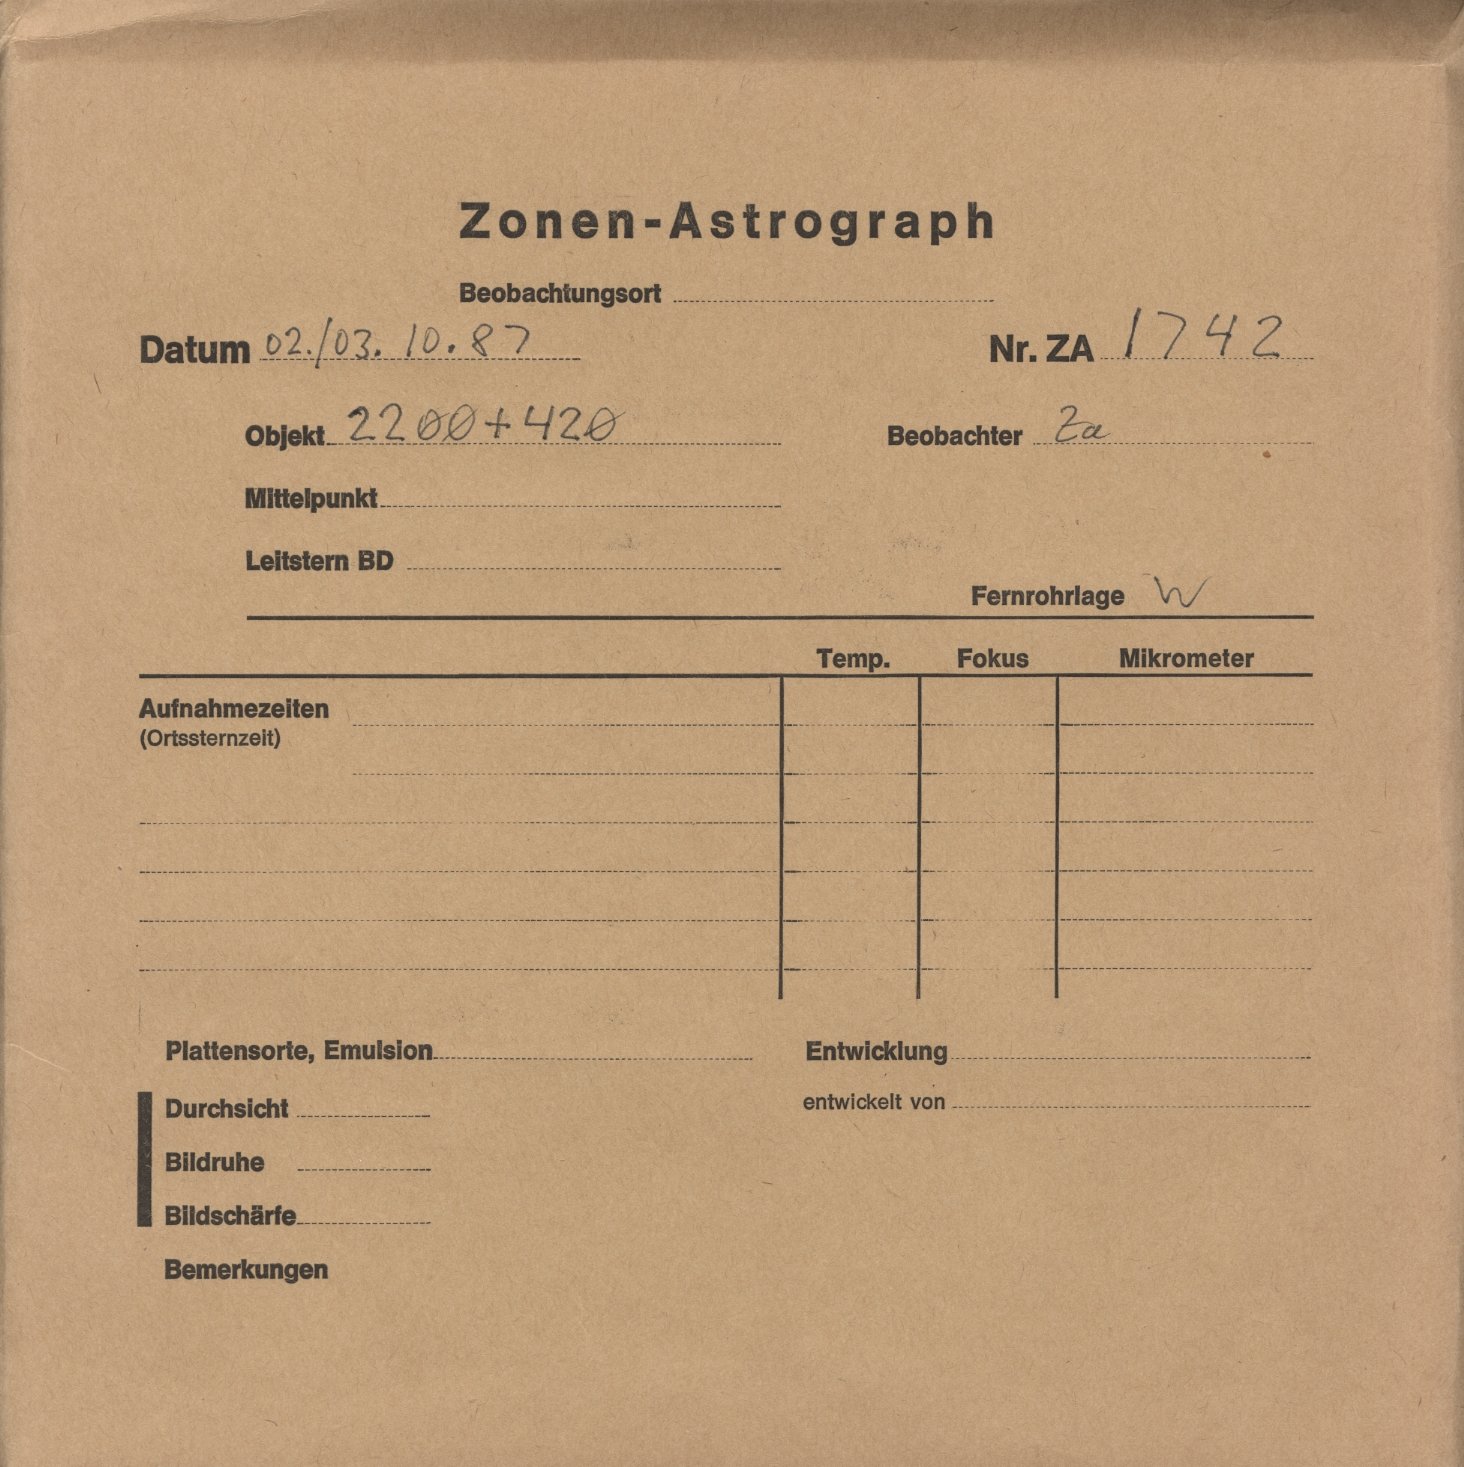 Zonen-Astrograph
Beobachtungsort
Datum 02./03. 10. 87 Nr. ZA 1742
Objekt 2200+420 Beobachter Za
Mittelpunkt
Leitstern BD
Fernrohrlage W
Temp. Fokus Mikrometer
Aufnahmezeiten
(Ortssternzeit)
Plattensorte, Emulsion Entwicklung
Durchsicht entwickelt von
Bildruhe
Bildschärfe
Bemerkungen